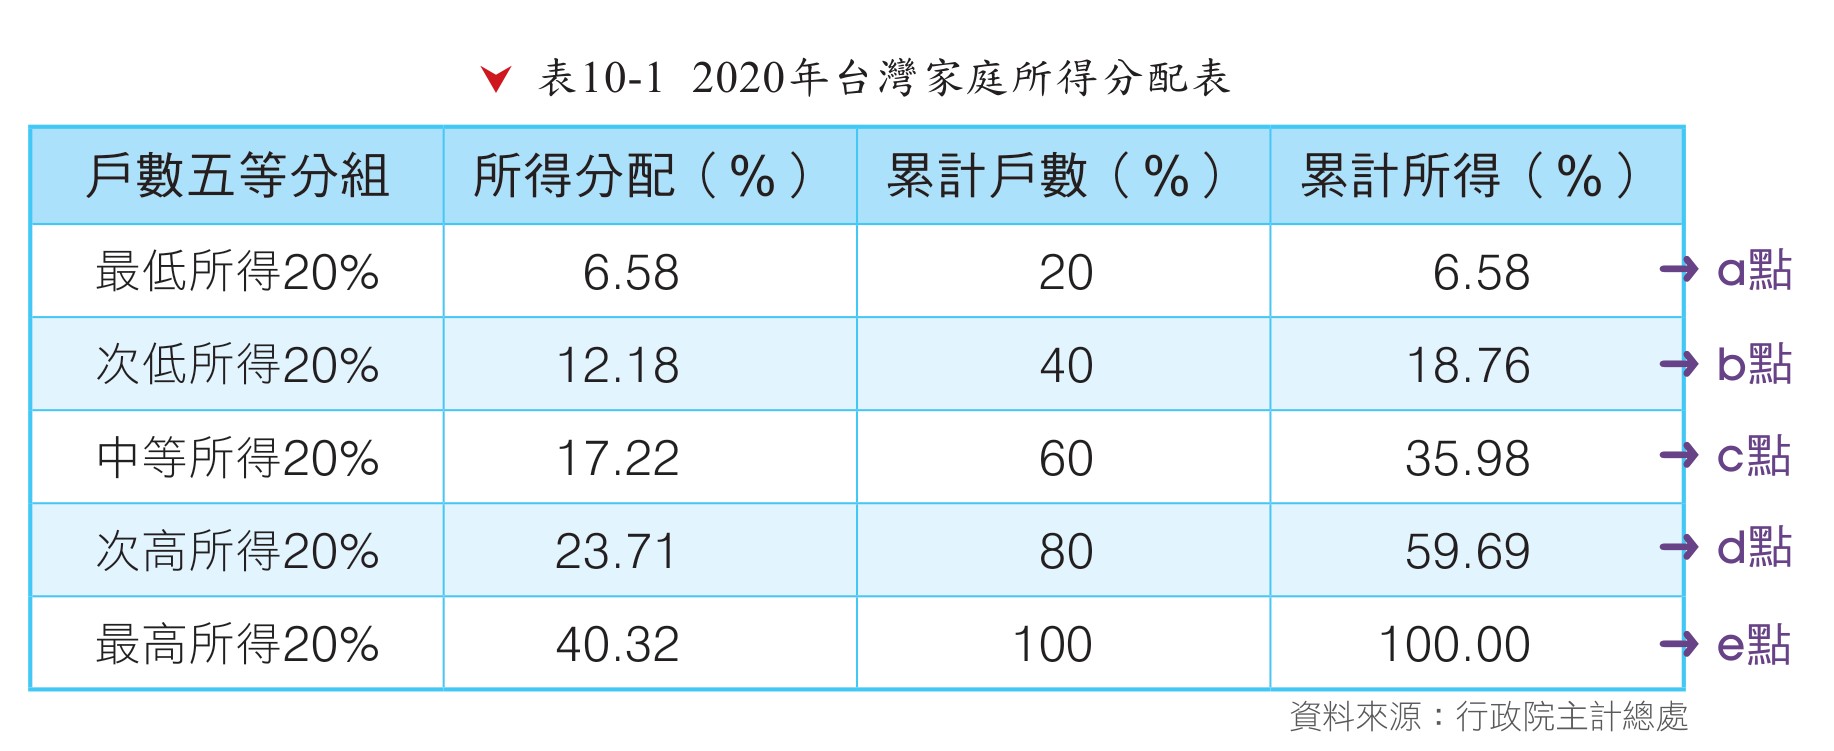 表10-1 2020年台灣家庭所得分配表
戶數五等分組 所得分配（%） 累計戶數（%） 累計所得（%）
最低所得20% 6.58 20 6.58 a點
次低所得20% 12.18 40 18.76 b點
中等所得20% 17.22 60 35.98 c點
次高所得20% 23.71 80 59.69 d點
最高所得20% 40.32 100 100.00 e點
資料來源：行政院主計總處